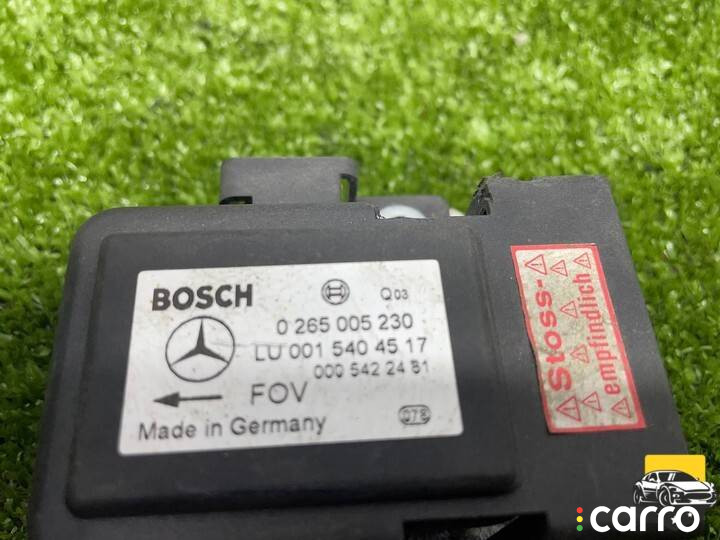 BOSCH
Q03
0 265 005 230
LU 001 540 45 17
000 542 24 81
FOV
Made in Germany
078
Stoss-
empfindlich
carro